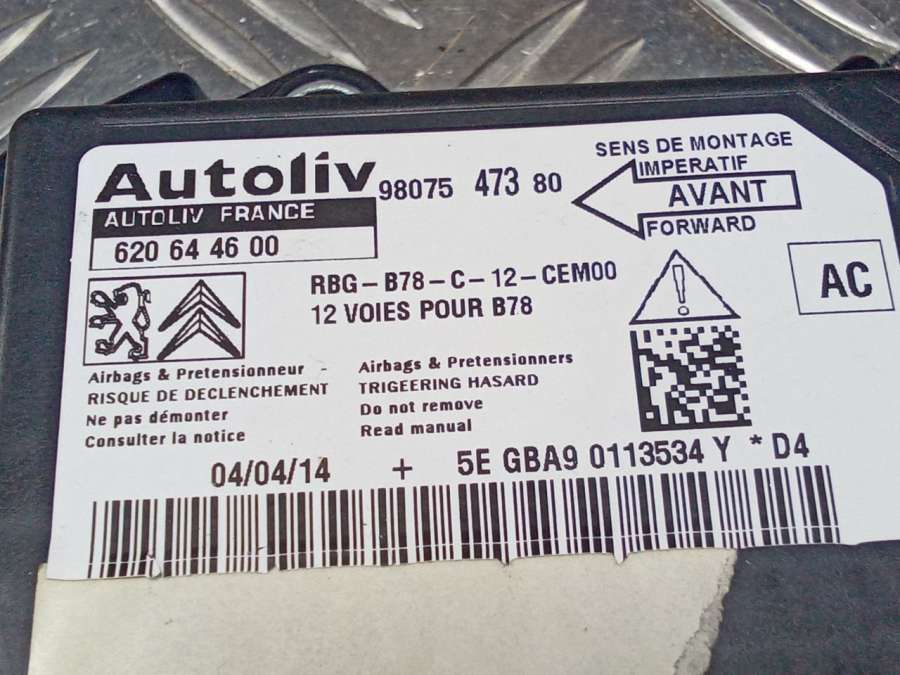 Autoliv
AUTOLIV FRANCE
620 64 46 00
98075 473 80
SENS DE MONTAGE
IMPERATIF
AVANT
FORWARD
RBG-B78-C-12-CEM00
12 VOIES POUR B78
AC
Airbags & Pretensionneur -
RISQUE DE DECLENCHEMENT
Ne pas démonter
Consulter la notice
Airbags & Pretensionners
TRIGEERING HASARD
Do not remove
Read manual
04/04/14 + 5E GBA9 0113534 Y * D4